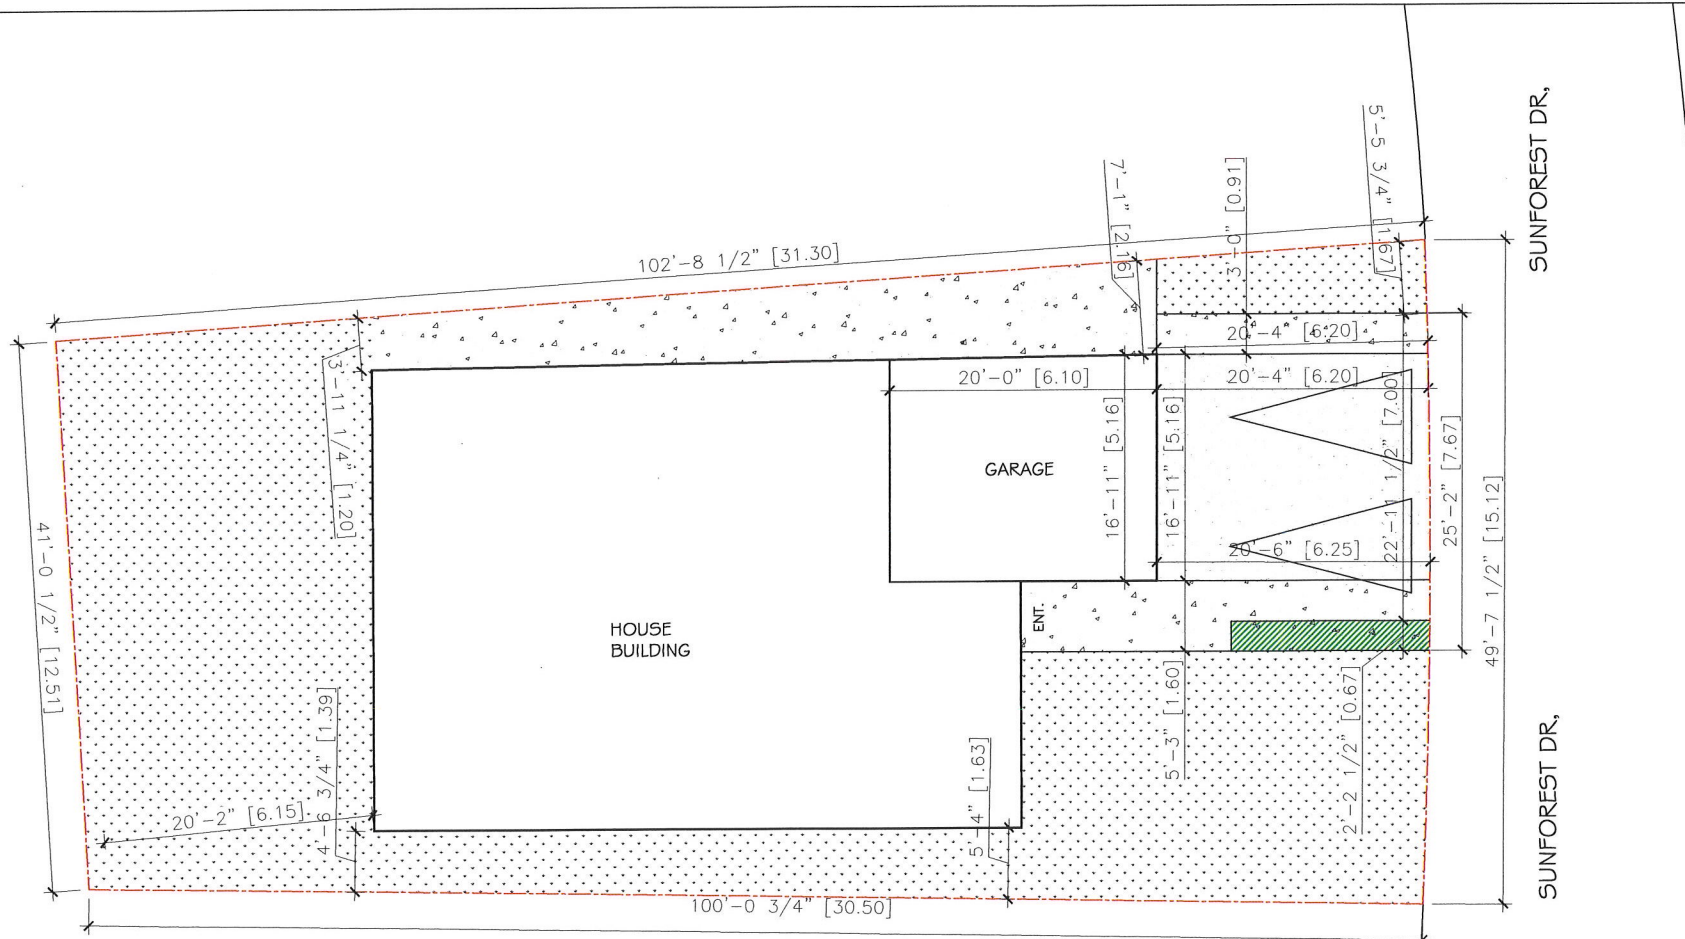 SUNFOREST DR,
5'-5 3/4" [1.67]
3'-0" [0.91]
7'-1" [2.16]
102'-8 1/2" [31.30]
20'-4" [6.20]
20'-0" [6.10]
20'-4" [6.20]
3'-11 1/4" [1.20]
16'-11" [5.16]
16'-11" [5.16]
22'-11 1/2" [7.00]
25'-2" [7.67]
GARAGE
49'-7 1/2" [15.12]
20'-6" [6.25]
41'-0 1/2" [12.51]
ENT.
HOUSE
BUILDING
5'-3" [1.60]
2'-2 1/2" [0.67]
4'-6 3/4" [1.39]
5'-4" [1.63]
20'-2" [6.15]
SUNFOREST DR,
100'-0 3/4" [30.50]